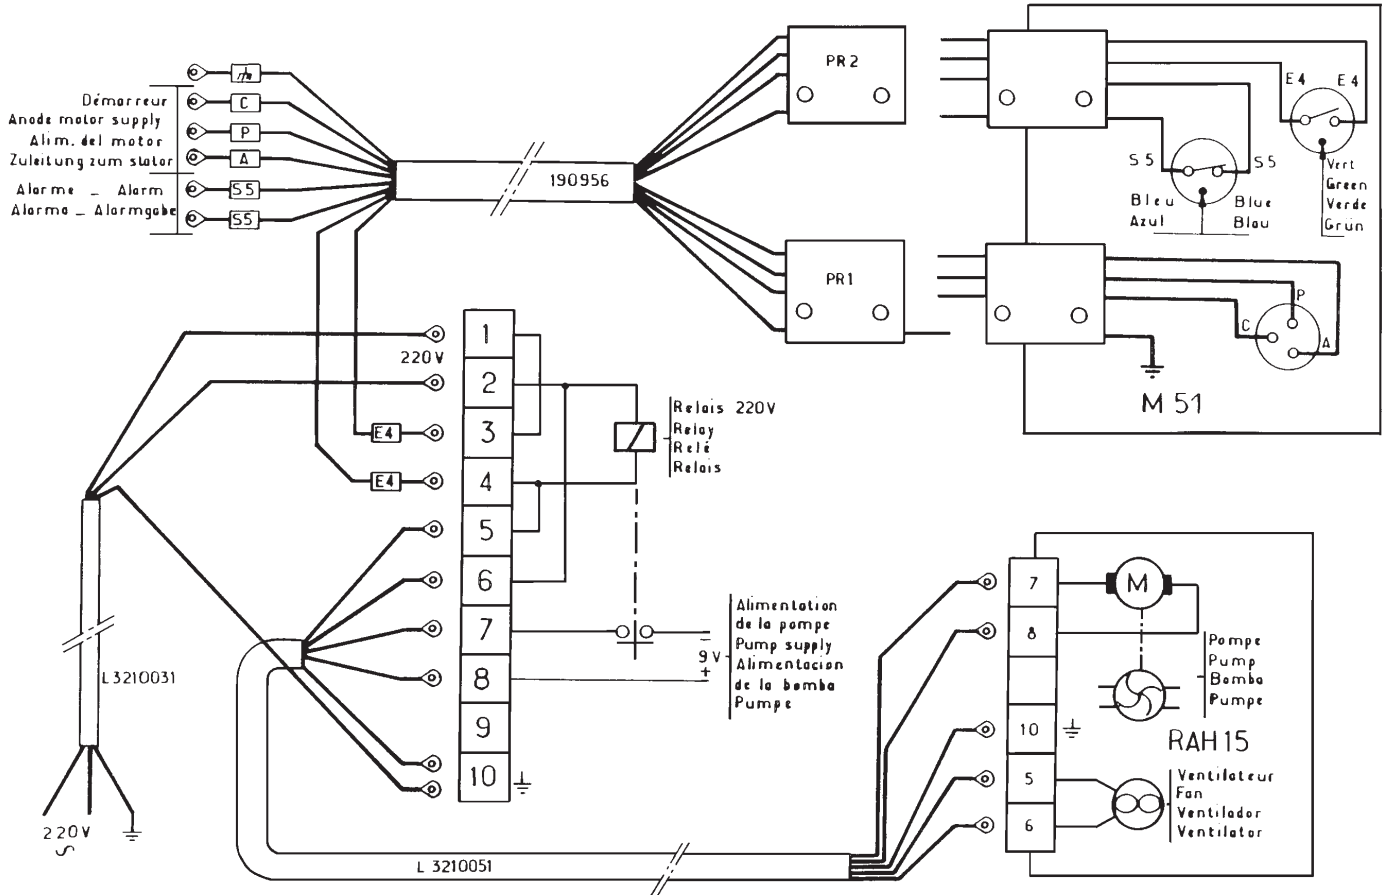 C
Démarreur
Anode motor supply
Alim. del motor
Zuleitung zum stator
P
A
Alarme _ Alarm
Alarma _ Alarmgabe
S5
S5
190956
PR2
PR1
E4 E4
Vert
Green
Verde
Grün
S5 S5
Bleu Blue
Azul Blau
P
C
A
M 51
220V
1
2
3
4
5
6
7
8
9
10
E4
E4
Relais 220V
Relay
Relé
Relais
9V
–
+
Alimentation
de la pompe
Pump supply
Alimentacion
de la bomba
Pumpe
L3210031
220V
L 3210051
7
8
10
5
6
M
Pompe
Pump
Bomba
Pumpe
RAH15
Ventilateur
Fan
Ventilador
Ventilator